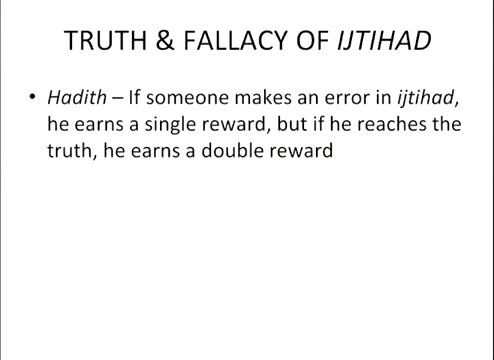 TRUTH & FALLACY OF IJTIHAD
• Hadith – If someone makes an error in ijtihad,
he earns a single reward, but if he reaches the
truth, he earns a double reward